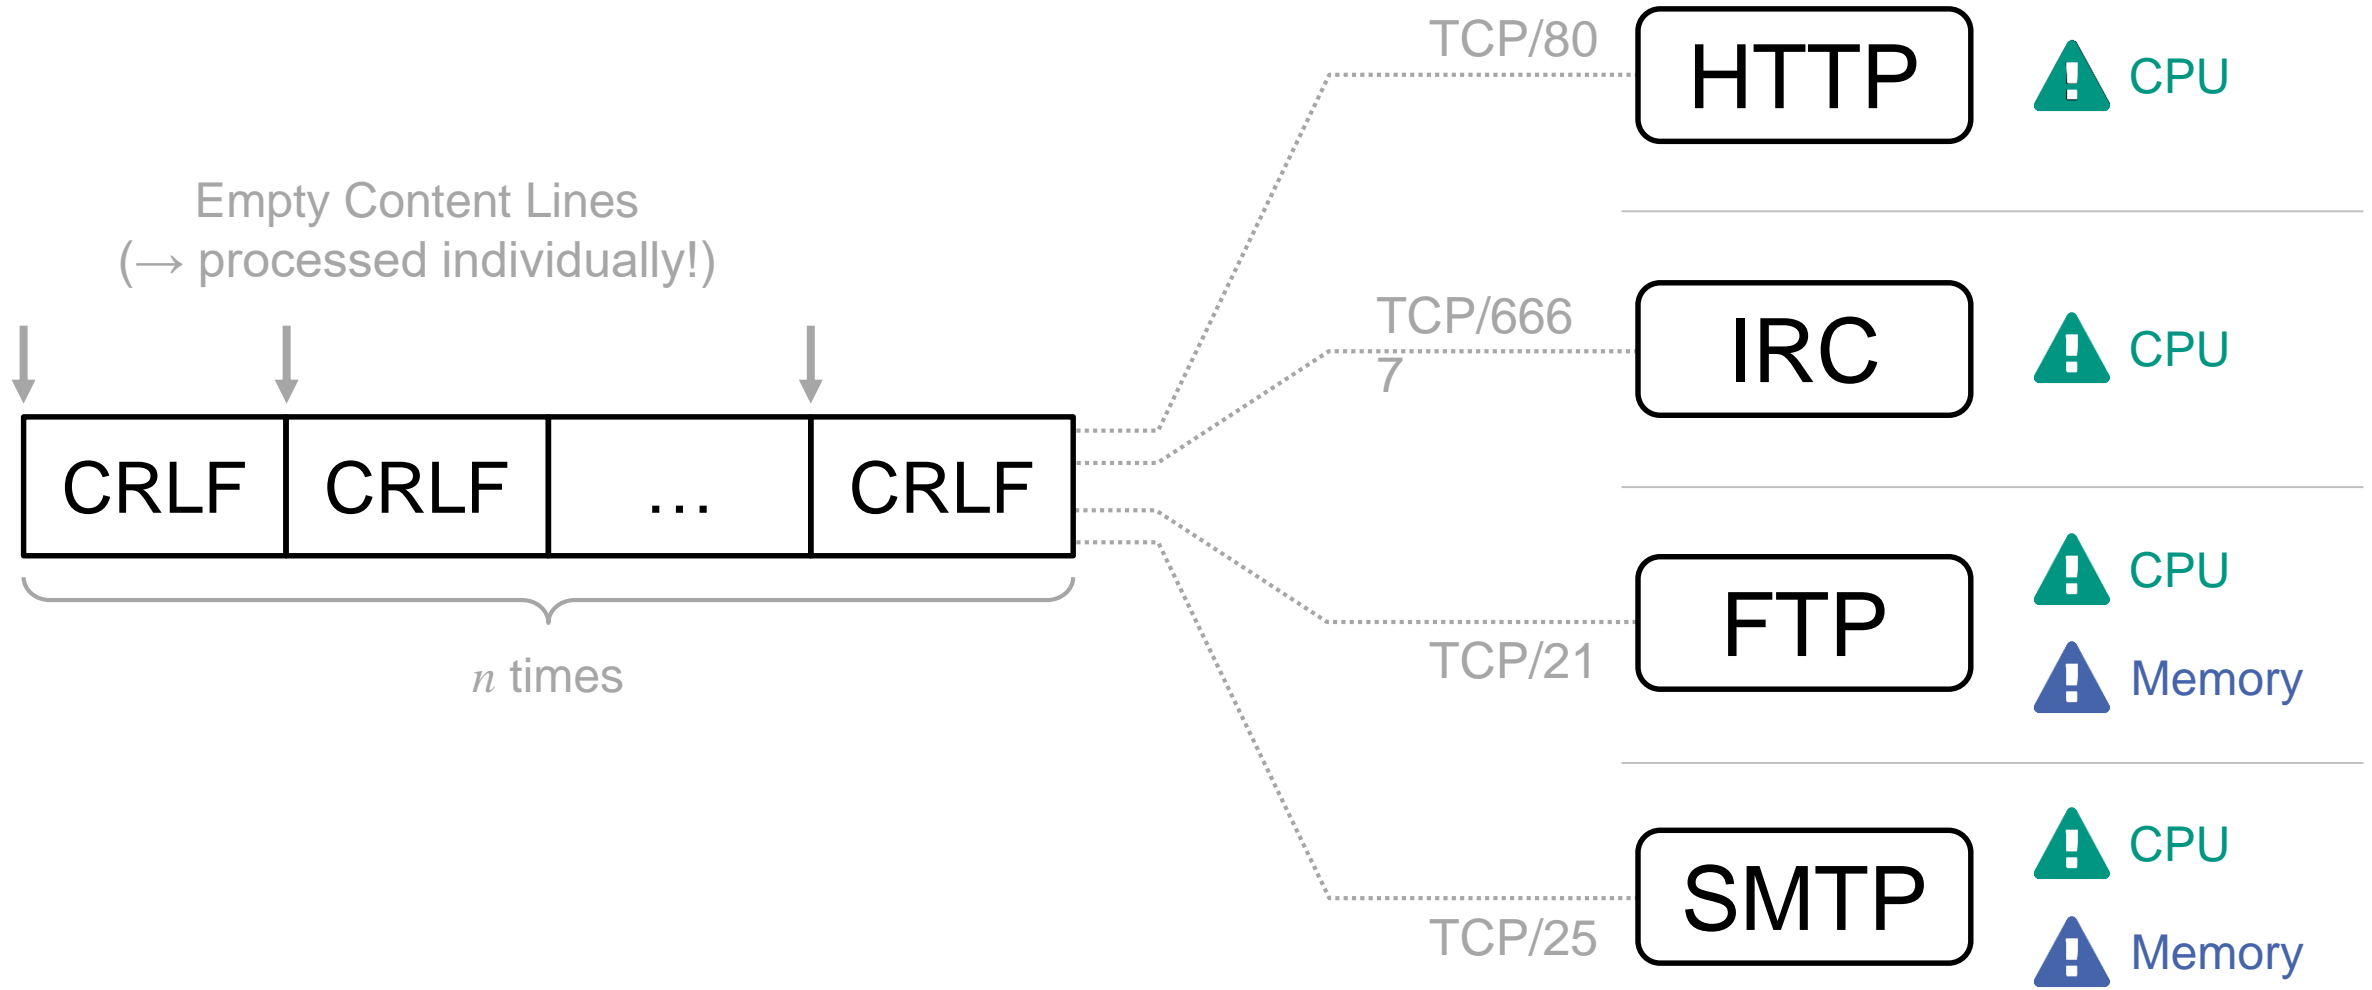 Empty Content Lines
(→ processed individually!)
CRLF CRLF … CRLF
n times
TCP/80
HTTP
CPU
TCP/666
7
IRC
CPU
TCP/21
FTP
CPU
Memory
TCP/25
SMTP
CPU
Memory